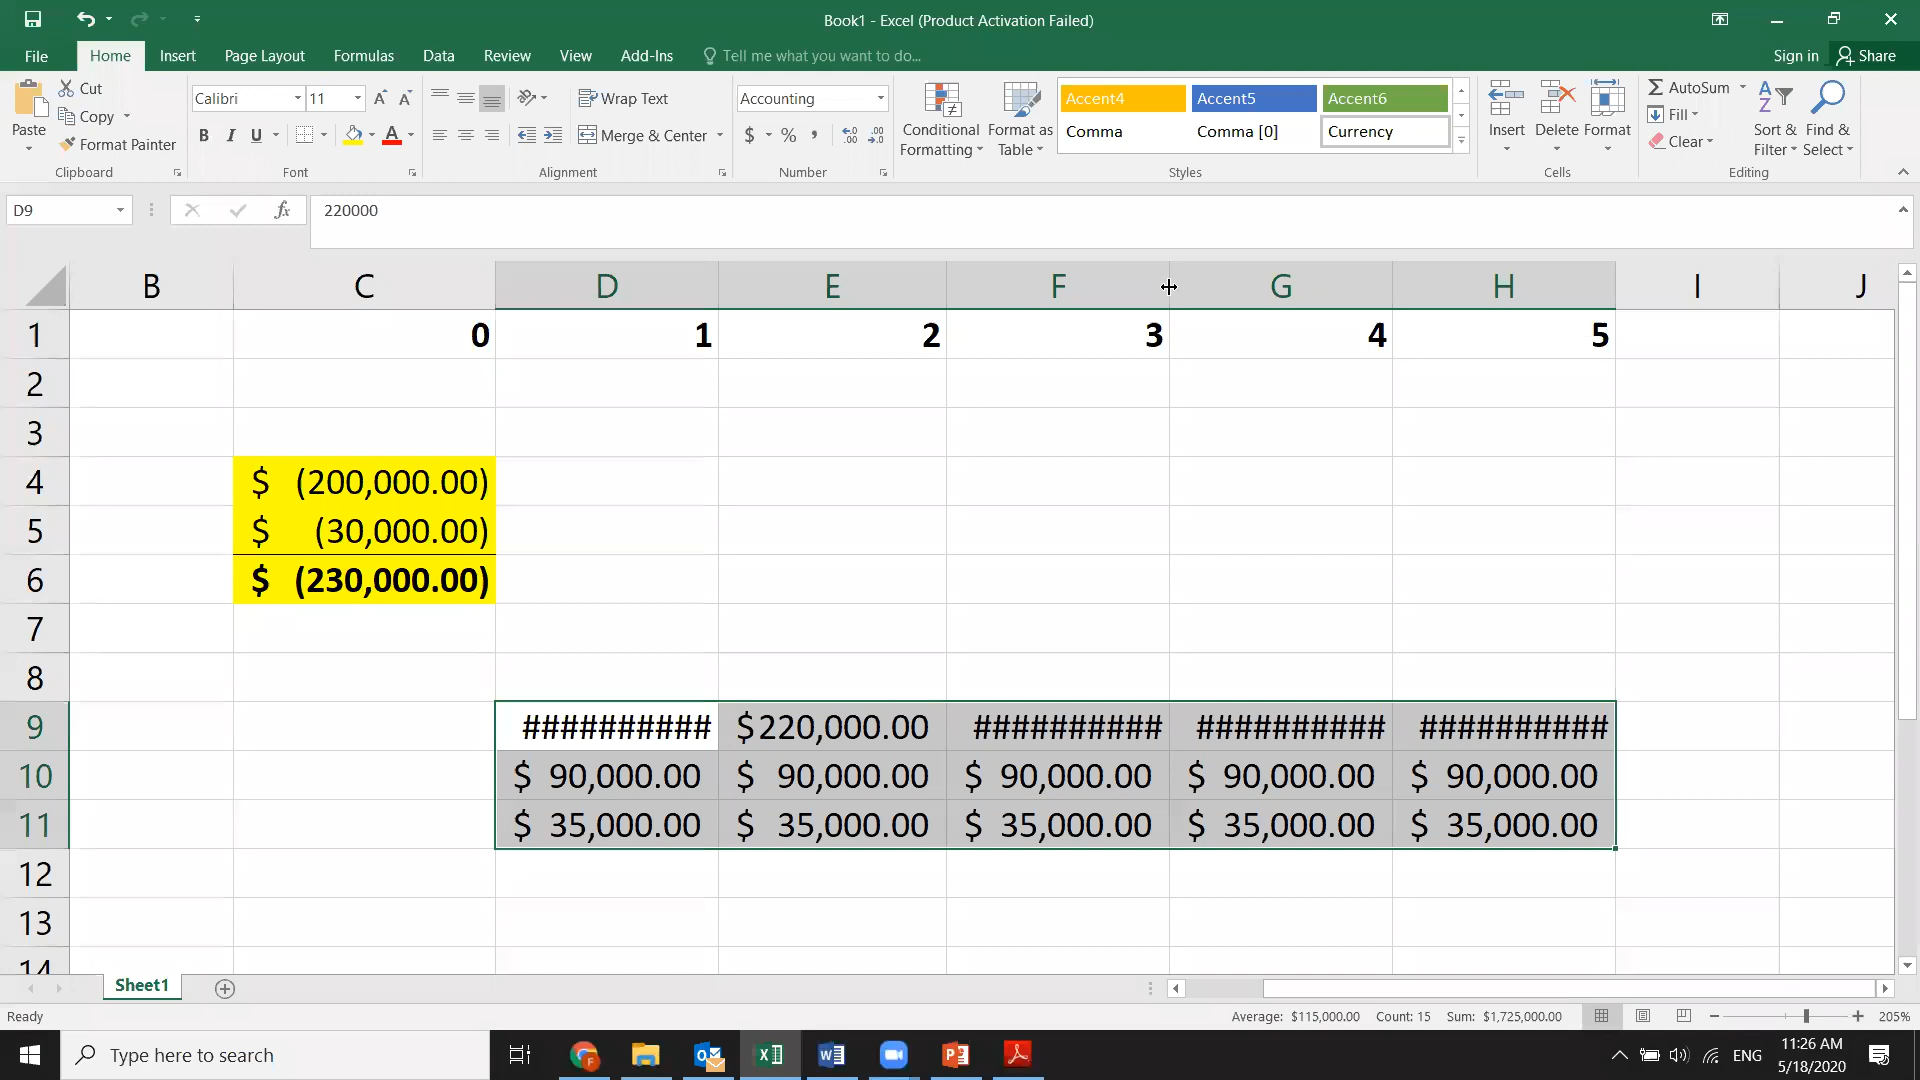 Book1 - Excel (Product Activation Failed)
File Home Insert Page Layout Formulas Data Review View Add-Ins Tell me what you want to do... Sign in Share
Cut
Copy
Format Painter
Paste
Clipboard
Calibri 11 A A
B I U A
Font
Wrap Text
Merge & Center
Alignment
Accounting
$ % ,
Number
Conditional Formatting
Format as Table
Accent4 Accent5 Accent6
Comma Comma [0] Currency
Styles
Insert Delete Format
Cells
AutoSum
Fill
Clear
Sort & Filter
Find & Select
Editing
D9 fx 220000
B C D E F G H I J
1 0 1 2 3 4 5
2
3
4 $ (200,000.00)
5 $ (30,000.00)
6 $ (230,000.00)
7
8
9 ########## $220,000.00 ########## ########## ##########
10 $ 90,000.00 $ 90,000.00 $ 90,000.00 $ 90,000.00 $ 90,000.00
11 $ 35,000.00 $ 35,000.00 $ 35,000.00 $ 35,000.00 $ 35,000.00
12
13
14
Sheet1
Ready Average: $115,000.00 Count: 15 Sum: $1,725,000.00 205%
Type here to search
ENG
11:26 AM
5/18/2020